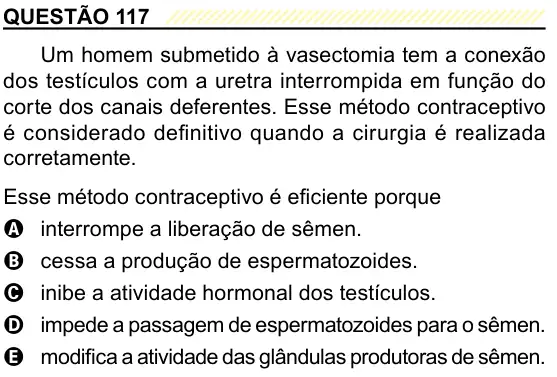 QUESTÃO 117
Um homem submetido à vasectomia tem a conexão
dos testículos com a uretra interrompida em função do
corte dos canais deferentes. Esse método contraceptivo
é considerado definitivo quando a cirurgia é realizada
corretamente.
Esse método contraceptivo é eficiente porque
A interrompe a liberação de sêmen.
B cessa a produção de espermatozoides.
C inibe a atividade hormonal dos testículos.
D impede a passagem de espermatozoides para o sêmen.
E modifica a atividade das glândulas produtoras de sêmen.